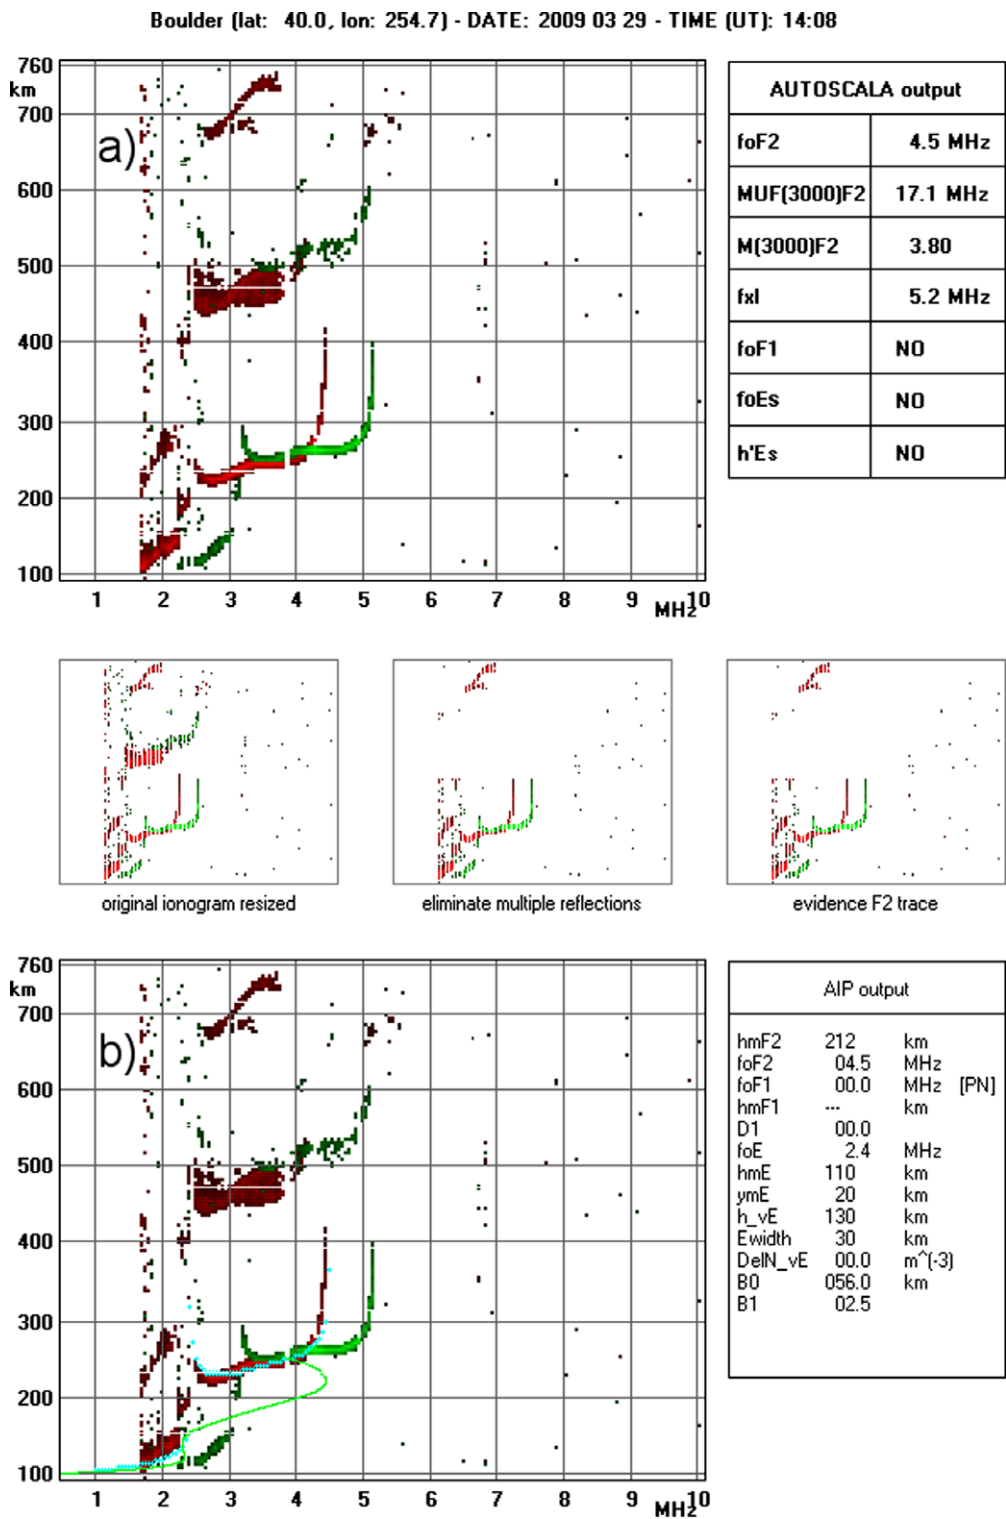 Boulder (lat: 40.0, lon: 254.7) - DATE: 2009 03 29 - TIME (UT): 14:08
760
km
700
600
500
400
300
200
100
a)
1 2 3 4 5 6 7 8 9 10
MHz
AUTOSCALA output
foF2 4.5 MHz
MUF(3000)F2 17.1 MHz
M(3000)F2 3.80
fxI 5.2 MHz
foF1 NO
foEs NO
h'Es NO
original ionogram resized
eliminate multiple reflections
evidence F2 trace
760
km
700
600
500
400
300
200
100
b)
1 2 3 4 5 6 7 8 9 10
MHz
AIP output
hmF2 212 km
foF2 04.5 MHz
foF1 00.0 MHz [PN]
hmF1 --- km
D1 00.0
foE 2.4 MHz
hmE 110 km
ymE 20 km
h_vE 130 km
Ewidth 30 km
DelN_vE 00.0 m^(-3)
B0 056.0 km
B1 02.5